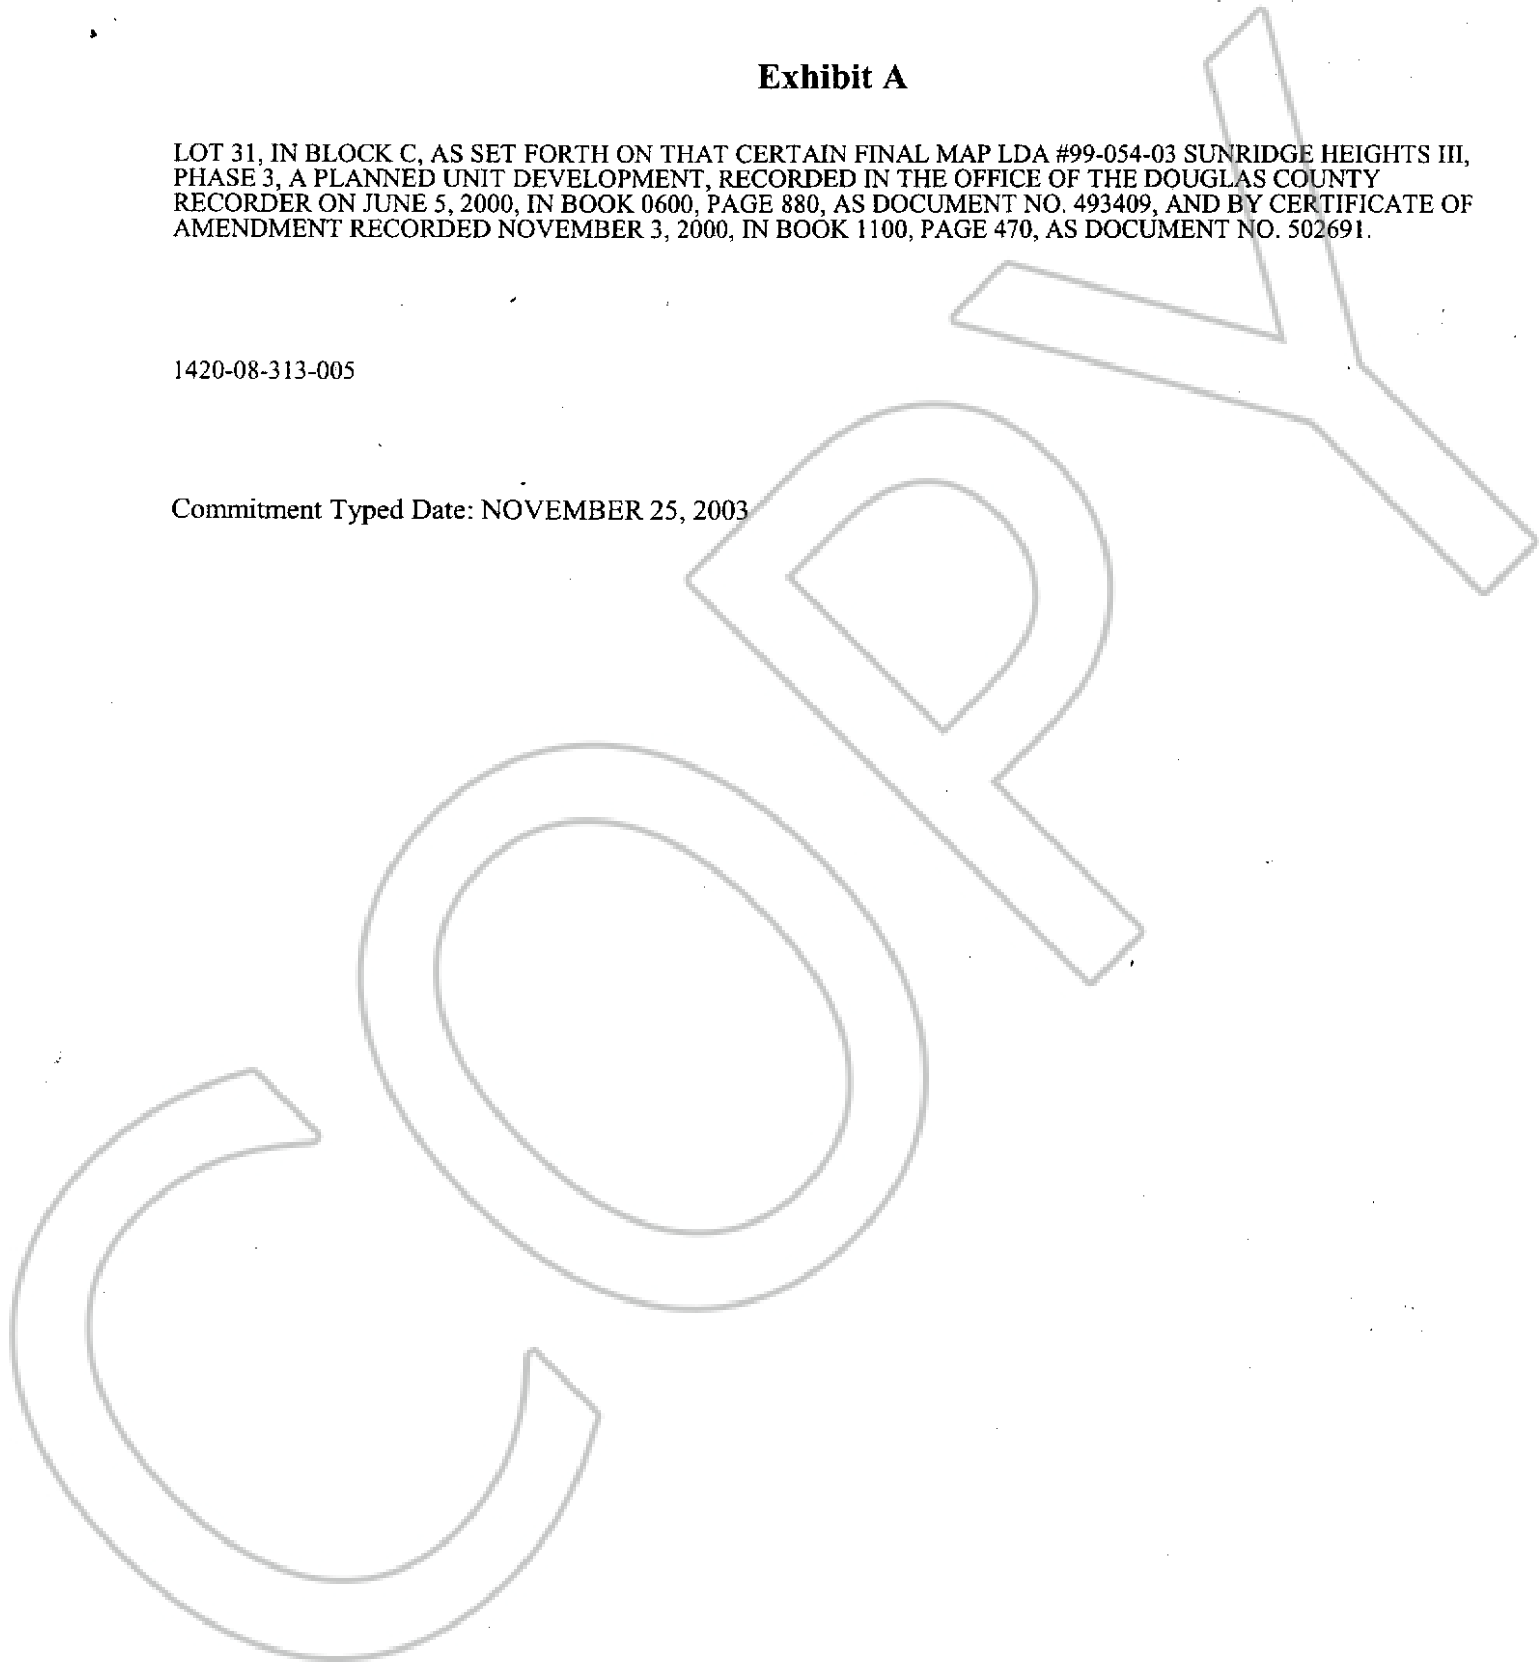 Exhibit A
LOT 31, IN BLOCK C, AS SET FORTH ON THAT CERTAIN FINAL MAP LDA #99-054-03 SUNRIDGE HEIGHTS III,
PHASE 3, A PLANNED UNIT DEVELOPMENT, RECORDED IN THE OFFICE OF THE DOUGLAS COUNTY
RECORDER ON JUNE 5, 2000, IN BOOK 0600, PAGE 880, AS DOCUMENT NO. 493409, AND BY CERTIFICATE OF
AMENDMENT RECORDED NOVEMBER 3, 2000, IN BOOK 1100, PAGE 470, AS DOCUMENT NO. 502691.
1420-08-313-005
Commitment Typed Date: NOVEMBER 25, 2003
COPY